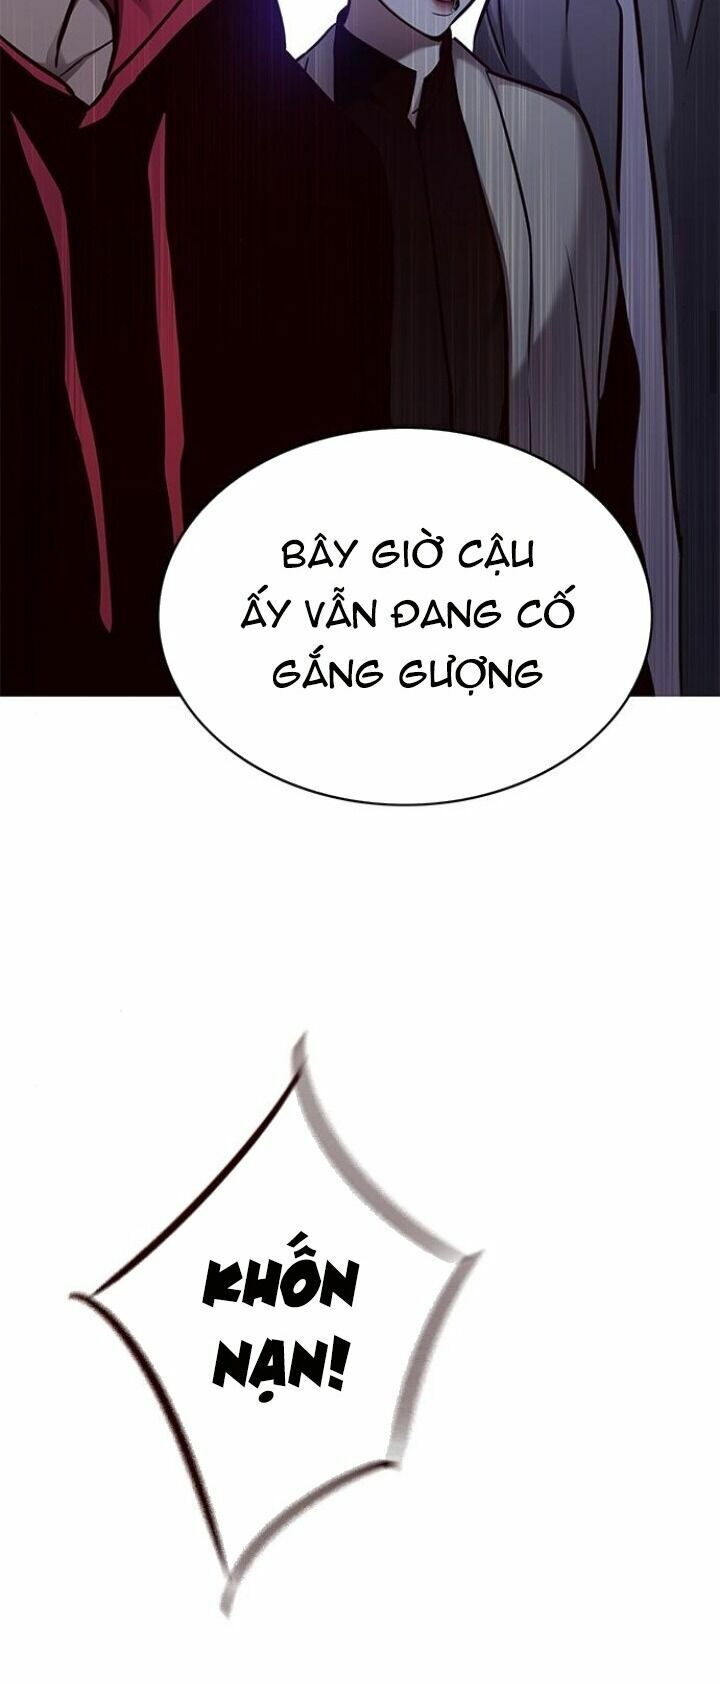 BÂY GIỜ CẬU
ẤY VẪN ĐANG CỐ
GẮNG GƯỢNG
KHỐN
NẠN!